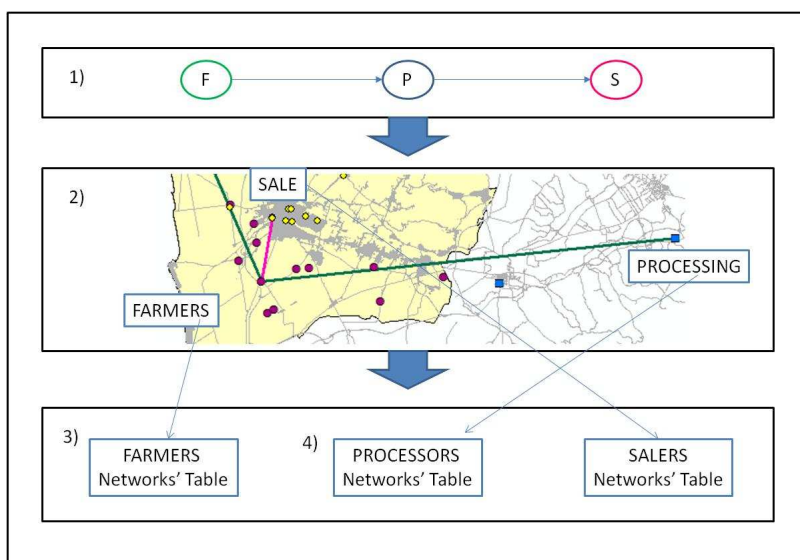 1)
F
P
S
2)
SALE
PROCESSING
FARMERS
3)
FARMERS
Networks' Table
4)
PROCESSORS
Networks' Table
SALERS
Networks' Table